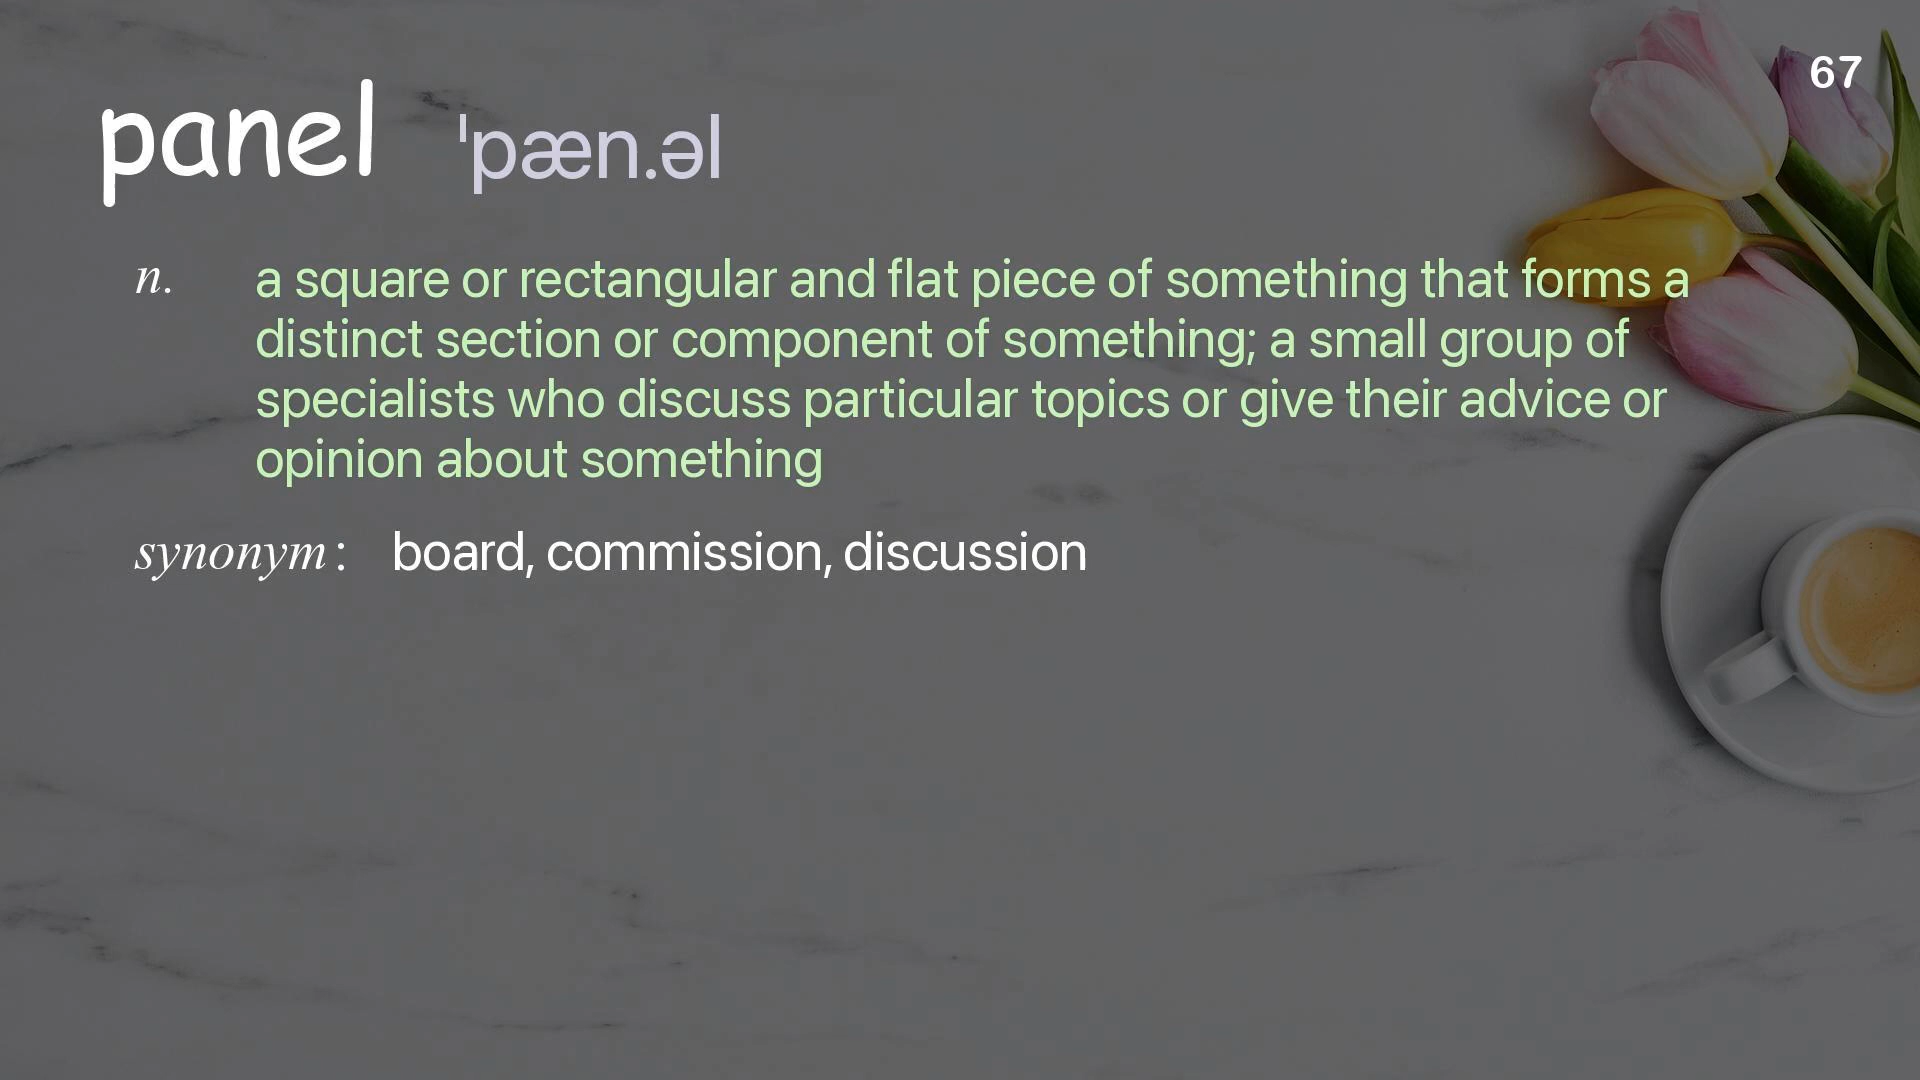 67
panel ˈpæn.əl
n. a square or rectangular and flat piece of something that forms a
distinct section or component of something; a small group of
specialists who discuss particular topics or give their advice or
opinion about something
synonym : board, commission, discussion